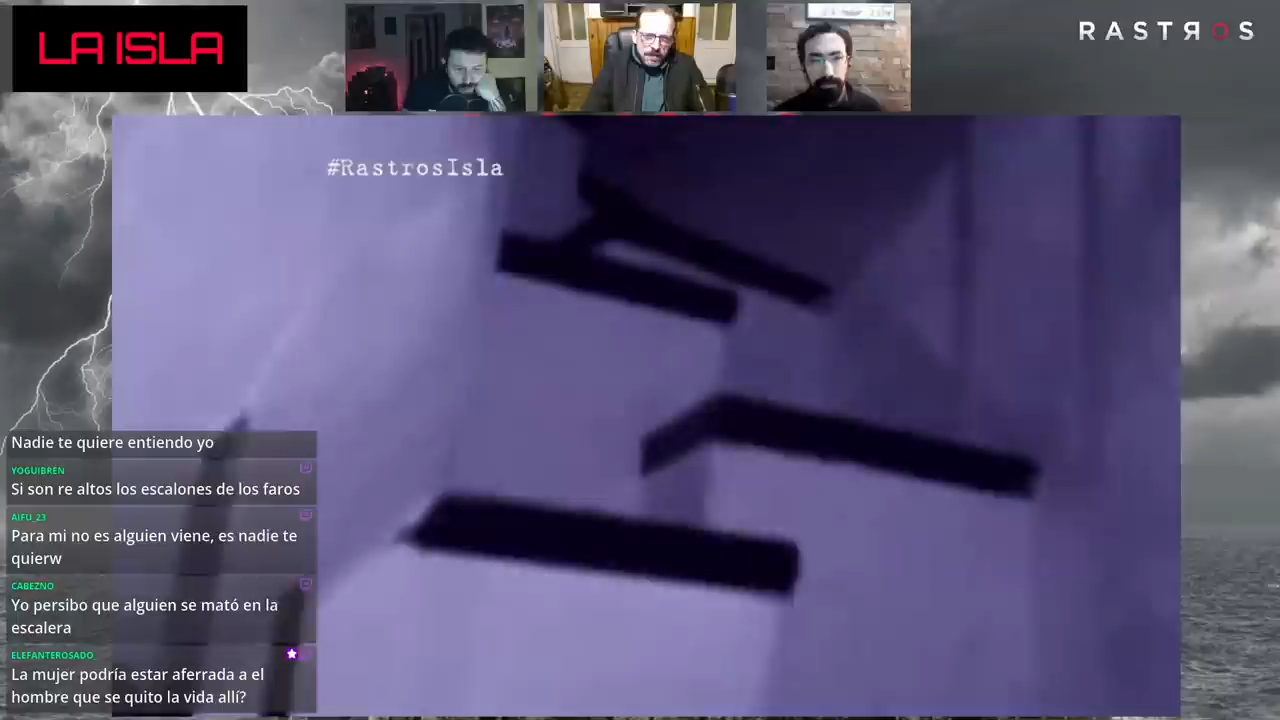 LA ISLA
RASTROS
#RastrosIsla
Nadie te quiere entiendo yo
YOGUIBREN
Si son re altos los escalones de los faros
AIFU_23
Para mi no es alguien viene, es nadie te
quierw
CABEZNO
Yo persibo que alguien se mató en la
escalera
ELEFANTEROSADO_
La mujer podría estar aferrada a el
hombre que se quito la vida allí?